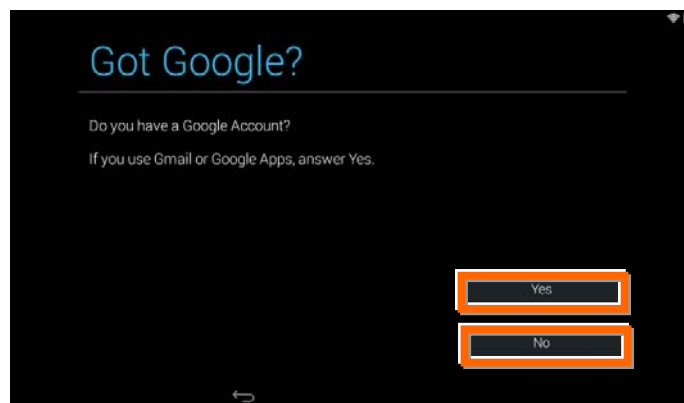 Got Google?
Do you have a Google Account?
If you use Gmail or Google Apps, answer Yes.
Yes
No